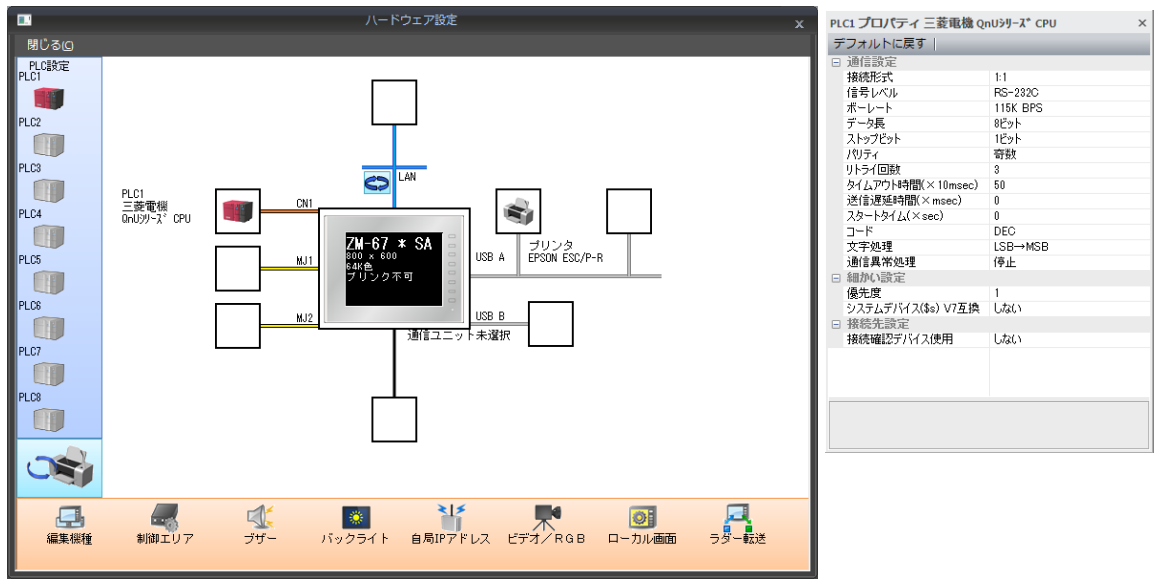 ハードウェア設定
閉じる(C)
PLC設定
PLC1
PLC2
PLC3
PLC4
PLC5
PLC6
PLC7
PLC8
LAN
PLC1
三菱電機
QnUシリーズ CPU
CN1
MJ1
MJ2
ZM-67 * SA
800 x 600
64K色
ブリンク不可
USB A
プリンタ
EPSON ESC/P-R
USB B
通信ユニット未選択
編集機種
制御エリア
ブザー
バックライト
自局IPアドレス
ビデオ/RGB
ローカル画面
ラダー転送
PLC1 プロパティ 三菱電機 QnUシリーズ CPU
デフォルトに戻す
通信設定
接続形式 1:1
信号レベル RS-232C
ボーレート 115K BPS
データ長 8ビット
ストップビット 1ビット
パリティ 奇数
リトライ回数 3
タイムアウト時間(×10msec) 50
送信遅延時間(×msec) 0
スタートタイム(×sec) 0
コード DEC
文字処理 LSB→MSB
通信異常処理 停止
細かい設定
優先度 1
システムデバイス($s) V7互換 しない
接続先設定
接続確認デバイス使用 しない